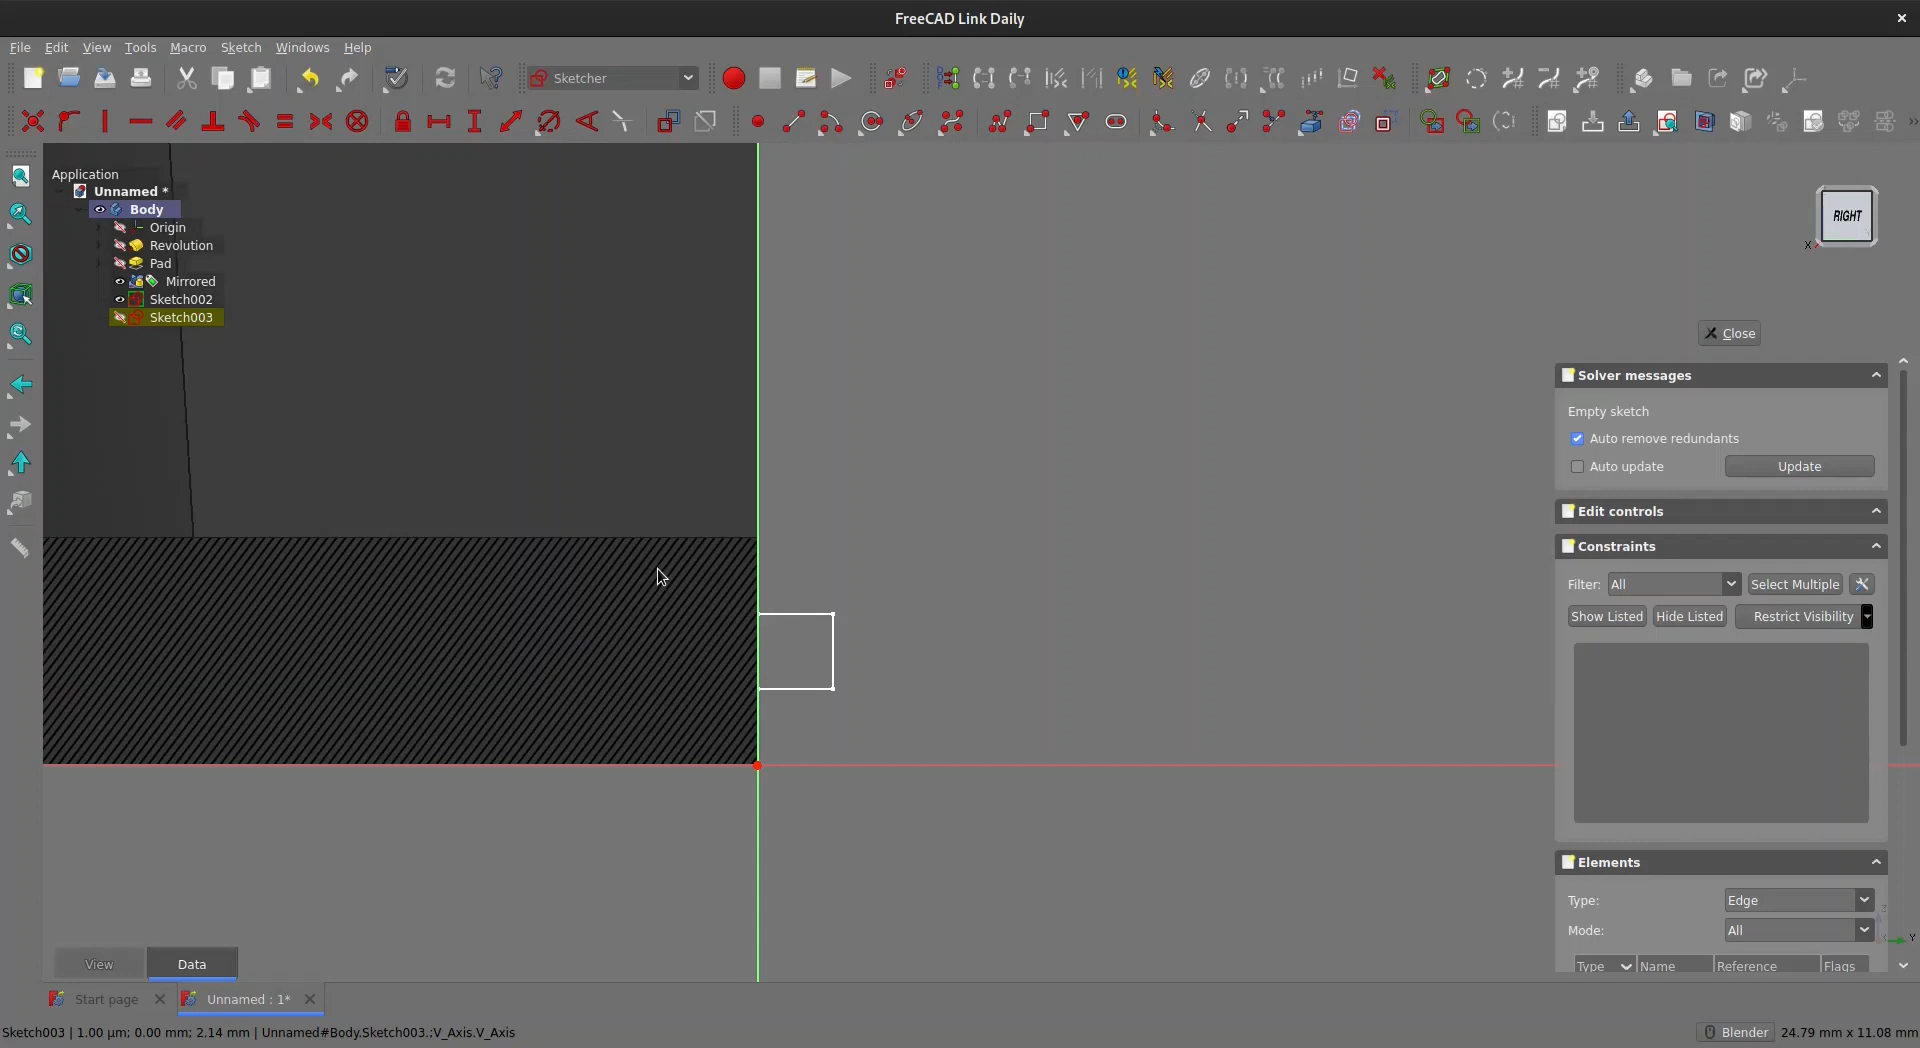 FreeCAD Link Daily
File Edit View Tools Macro Sketch Windows Help
Sketcher
Application
Unnamed *
Body
Origin
Revolution
Pad
Mirrored
Sketch002
Sketch003
RIGHT
X
Close
Solver messages
Empty sketch
Auto remove redundants
Auto update
Update
Edit controls
Constraints
Filter: All Select Multiple
Show Listed Hide Listed Restrict Visibility
Elements
Type: Edge
Mode: All
Z
Y
Type Name Reference Flags
View Data
Start page Unnamed : 1*
Sketch003 | 1.00 µm; 0.00 mm; 2.14 mm | Unnamed#Body.Sketch003.;V_Axis.V_Axis
Blender 24.79 mm x 11.08 mm